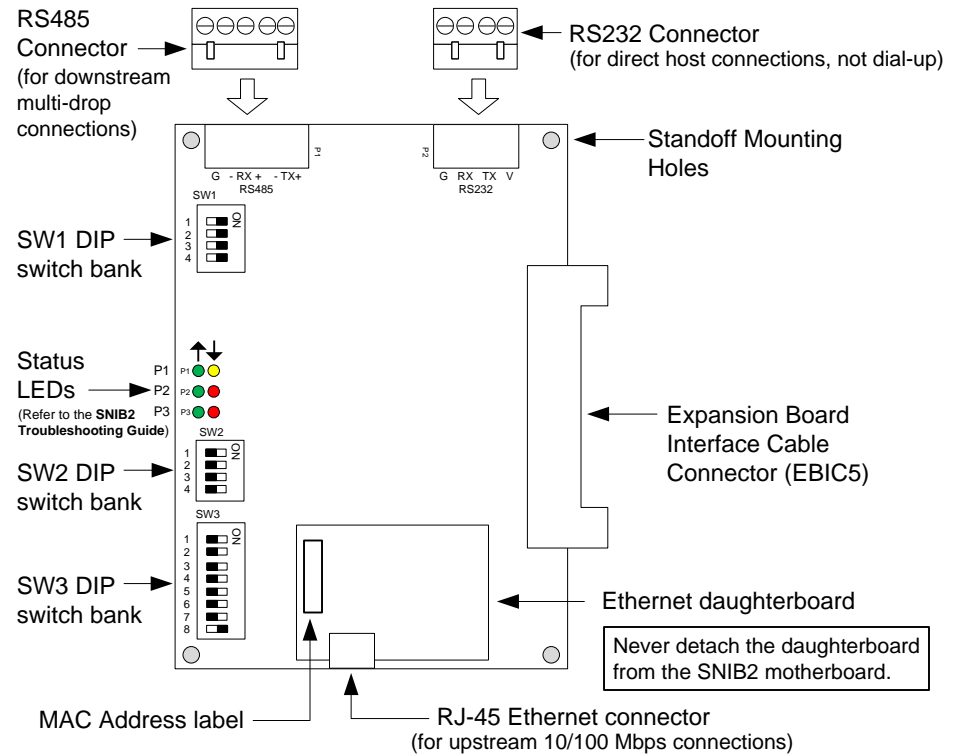 RS485
Connector
(for downstream
multi-drop
connections)
RS232 Connector
(for direct host connections, not dial-up)
Standoff Mounting
Holes
P1
P2
G - RX + - TX+
RS485
G RX TX V
RS232
SW1
ON
1
2
3
4
SW1 DIP
switch bank
Status
LEDs
(Refer to the SNIB2
Troubleshooting Guide)
P1
P2
P3
P1
P2
P3
Expansion Board
Interface Cable
Connector (EBIC5)
SW2
ON
1
2
3
4
SW2 DIP
switch bank
SW3
ON
1
2
3
4
5
6
7
8
SW3 DIP
switch bank
Ethernet daughterboard
Never detach the daughterboard
from the SNIB2 motherboard.
MAC Address label
RJ-45 Ethernet connector
(for upstream 10/100 Mbps connections)